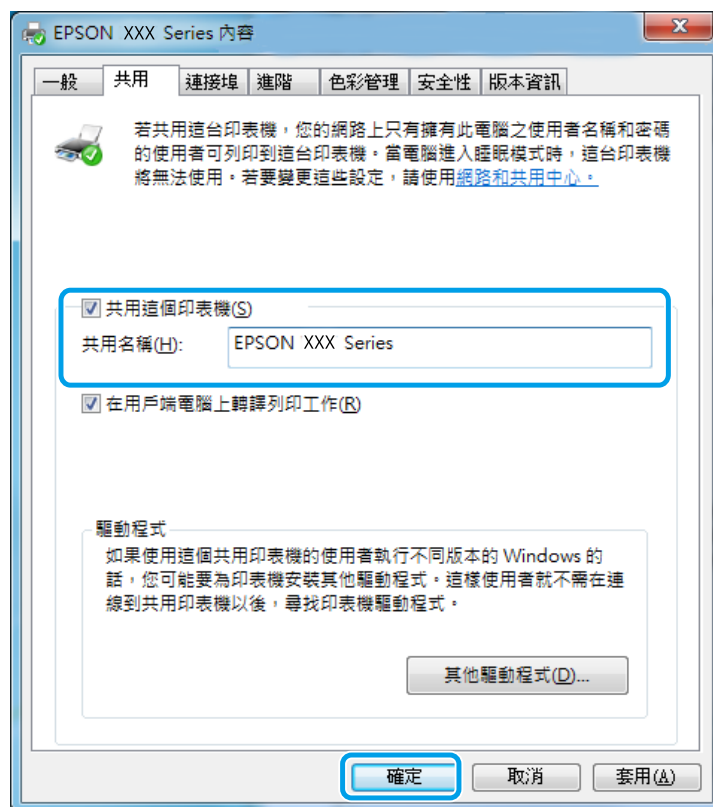 EPSON XXX Series 內容
一般 共用 連接埠 進階 色彩管理 安全性 版本資訊
若共用這台印表機，您的網路上只有擁有此電腦之使用者名稱和密碼
的使用者可列印到這台印表機。當電腦進入睡眠模式時，這台印表機
將無法使用。若要變更這些設定，請使用網路和共用中心。
共用這個印表機(S)
共用名稱(H): EPSON XXX Series
在用戶端電腦上轉譯列印工作(R)
驅動程式
如果使用這個共用印表機的使用者執行不同版本的 Windows 的
話，您可能要為印表機安裝其他驅動程式。這樣使用者就不需在連
線到共用印表機以後，尋找印表機驅動程式。
其他驅動程式(D)...
確定 取消 套用(A)